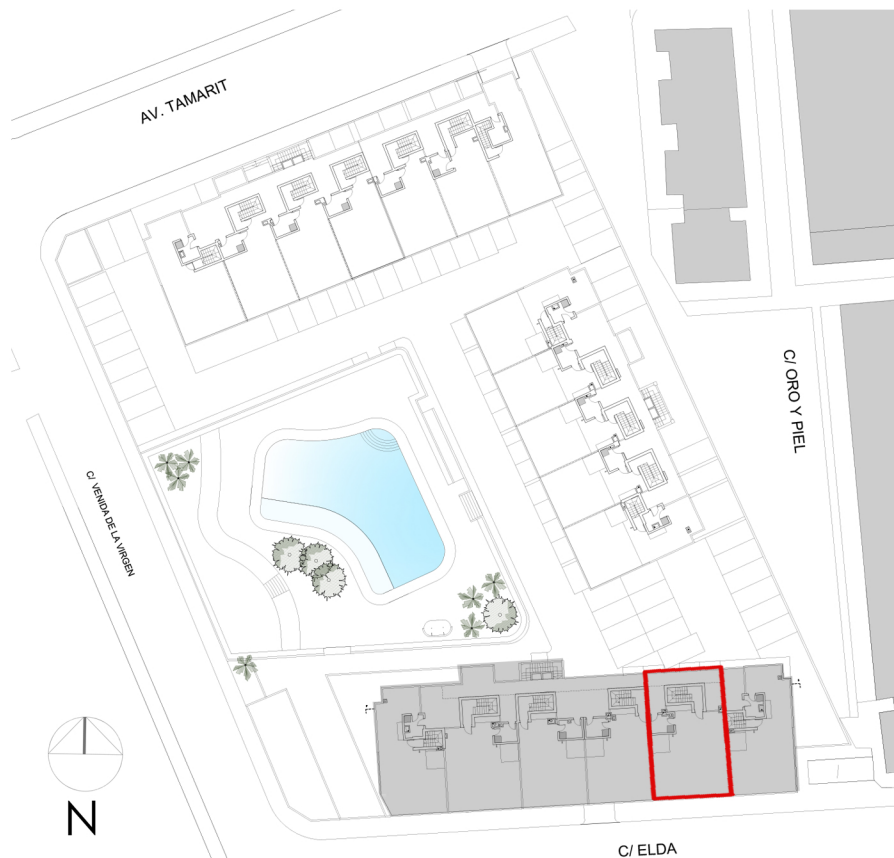 AV. TAMARIT
C/ ORO Y PIEL
C/ VENIDA DE LA VIRGEN
N
C/ ELDA